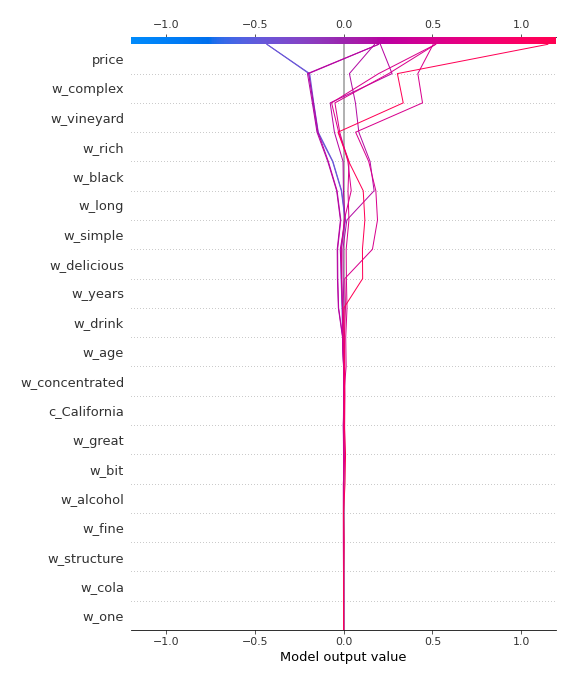 −1.0 −0.5 0.0 0.5 1.0
price
w_complex
w_vineyard
w_rich
w_black
w_long
w_simple
w_delicious
w_years
w_drink
w_age
w_concentrated
c_California
w_great
w_bit
w_alcohol
w_fine
w_structure
w_cola
w_one
−1.0 −0.5 0.0 0.5 1.0
Model output value